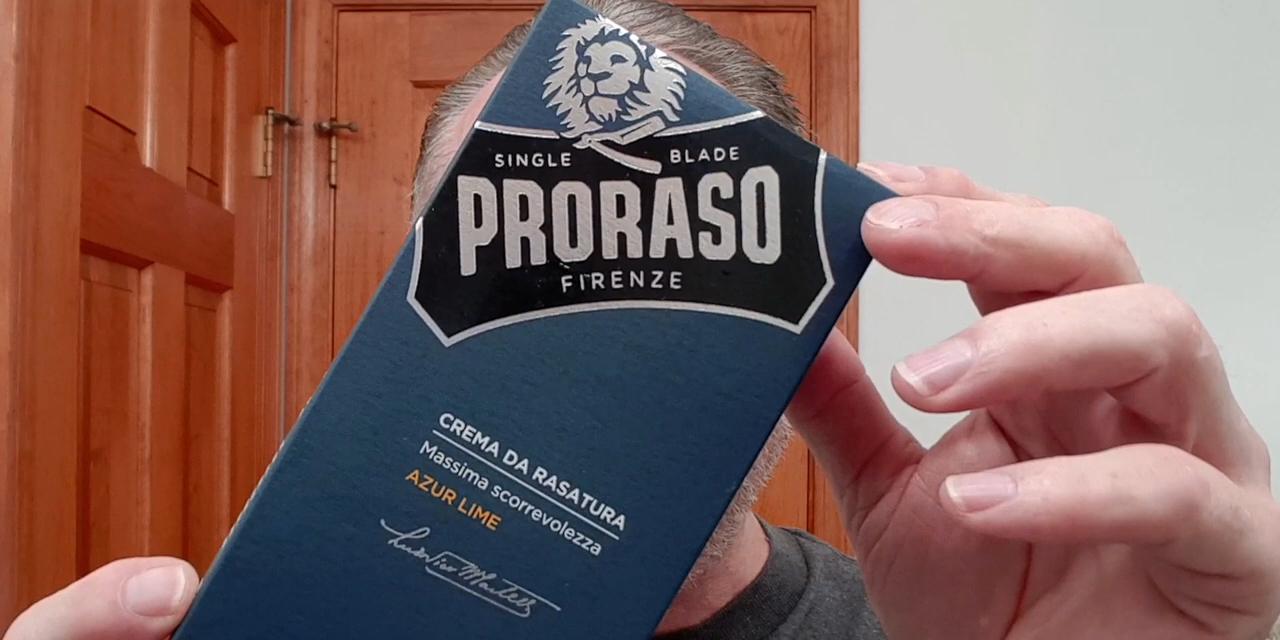 SINGLE BLADE
PRORASO
FIRENZE
CREMA DA RASATURA
Massima scorrevolezza
AZUR LIME